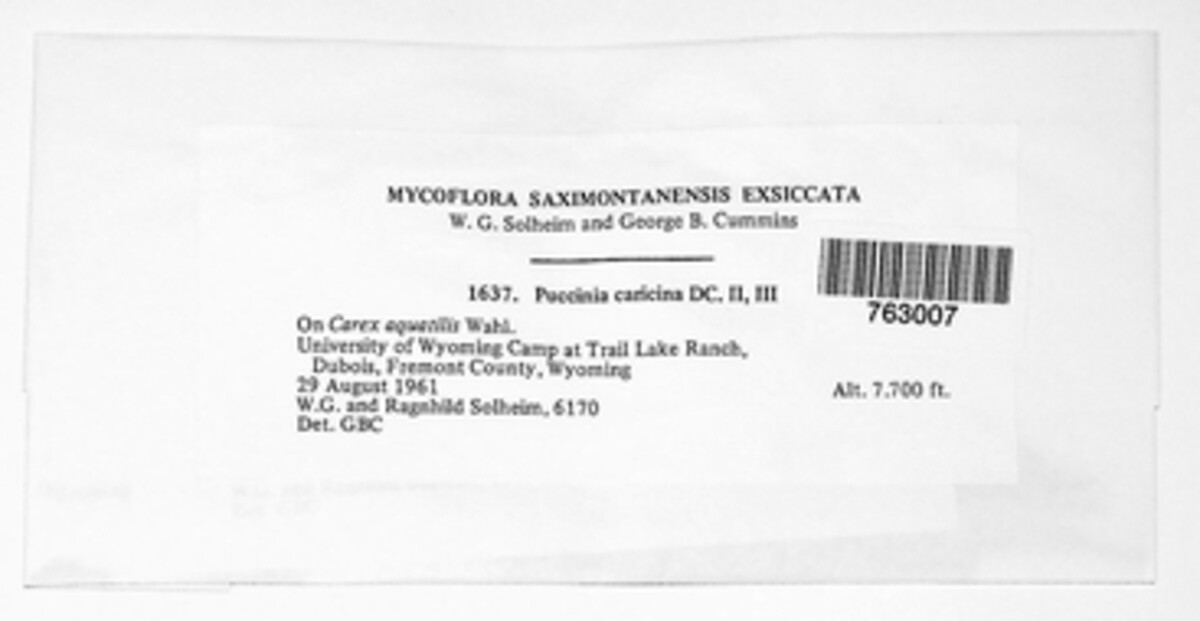 MYCOFLORA SAXIMONTANENSIS EXSICCATA
W. G. Solheim and George B. Cummins
1637. Puccinia caricina DC. II, III
763007
On Carex aquatilis Wahl.
University of Wyoming Camp at Trail Lake Ranch,
Dubois, Fremont County, Wyoming
29 August 1961
Alt. 7.700 ft.
W.G. and Ragnhild Solheim, 6170
Det. GBC